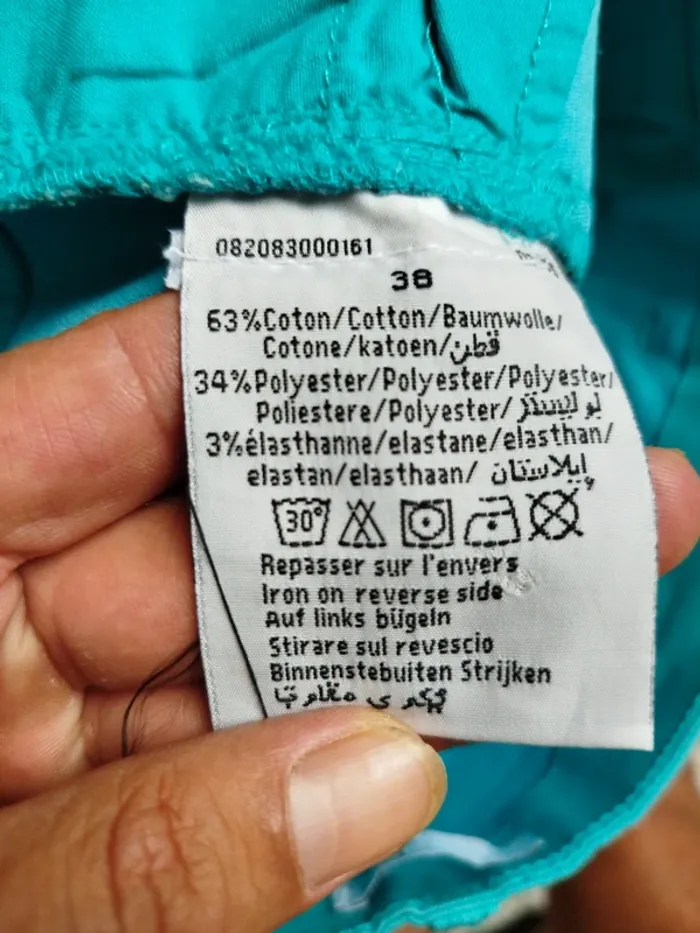 082083000161
38
63%Coton/Cotton/Baumwolle/
Cotone/katoen/قطن
34%Polyester/Polyester/Polyester/
Poliestere/Polyester/
3%élasthanne/elastane/elasthan/
elastan/elasthaan/ إيلاستان
30°
Repasser sur l'envers
Iron on reverse side
Auf links bügeln
Stirare sul revescio
Binnenstebuiten Strijken